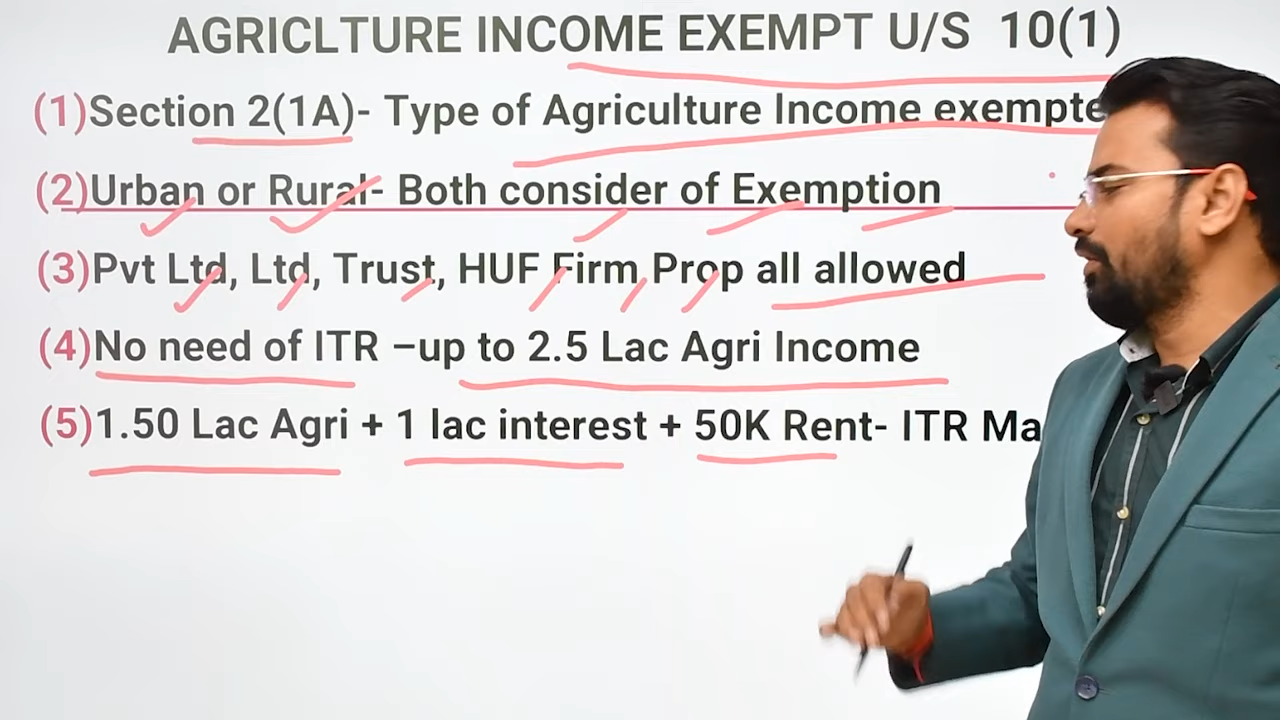 AGRICLTURE INCOME EXEMPT U/S 10(1)
(1)Section 2(1A)- Type of Agriculture Income exempte
(2)Urban or Rural- Both consider of Exemption
(3)Pvt Ltd, Ltd, Trust, HUF Firm, Prop all allowed
(4)No need of ITR –up to 2.5 Lac Agri Income
(5)1.50 Lac Agri + 1 lac interest + 50K Rent- ITR Ma